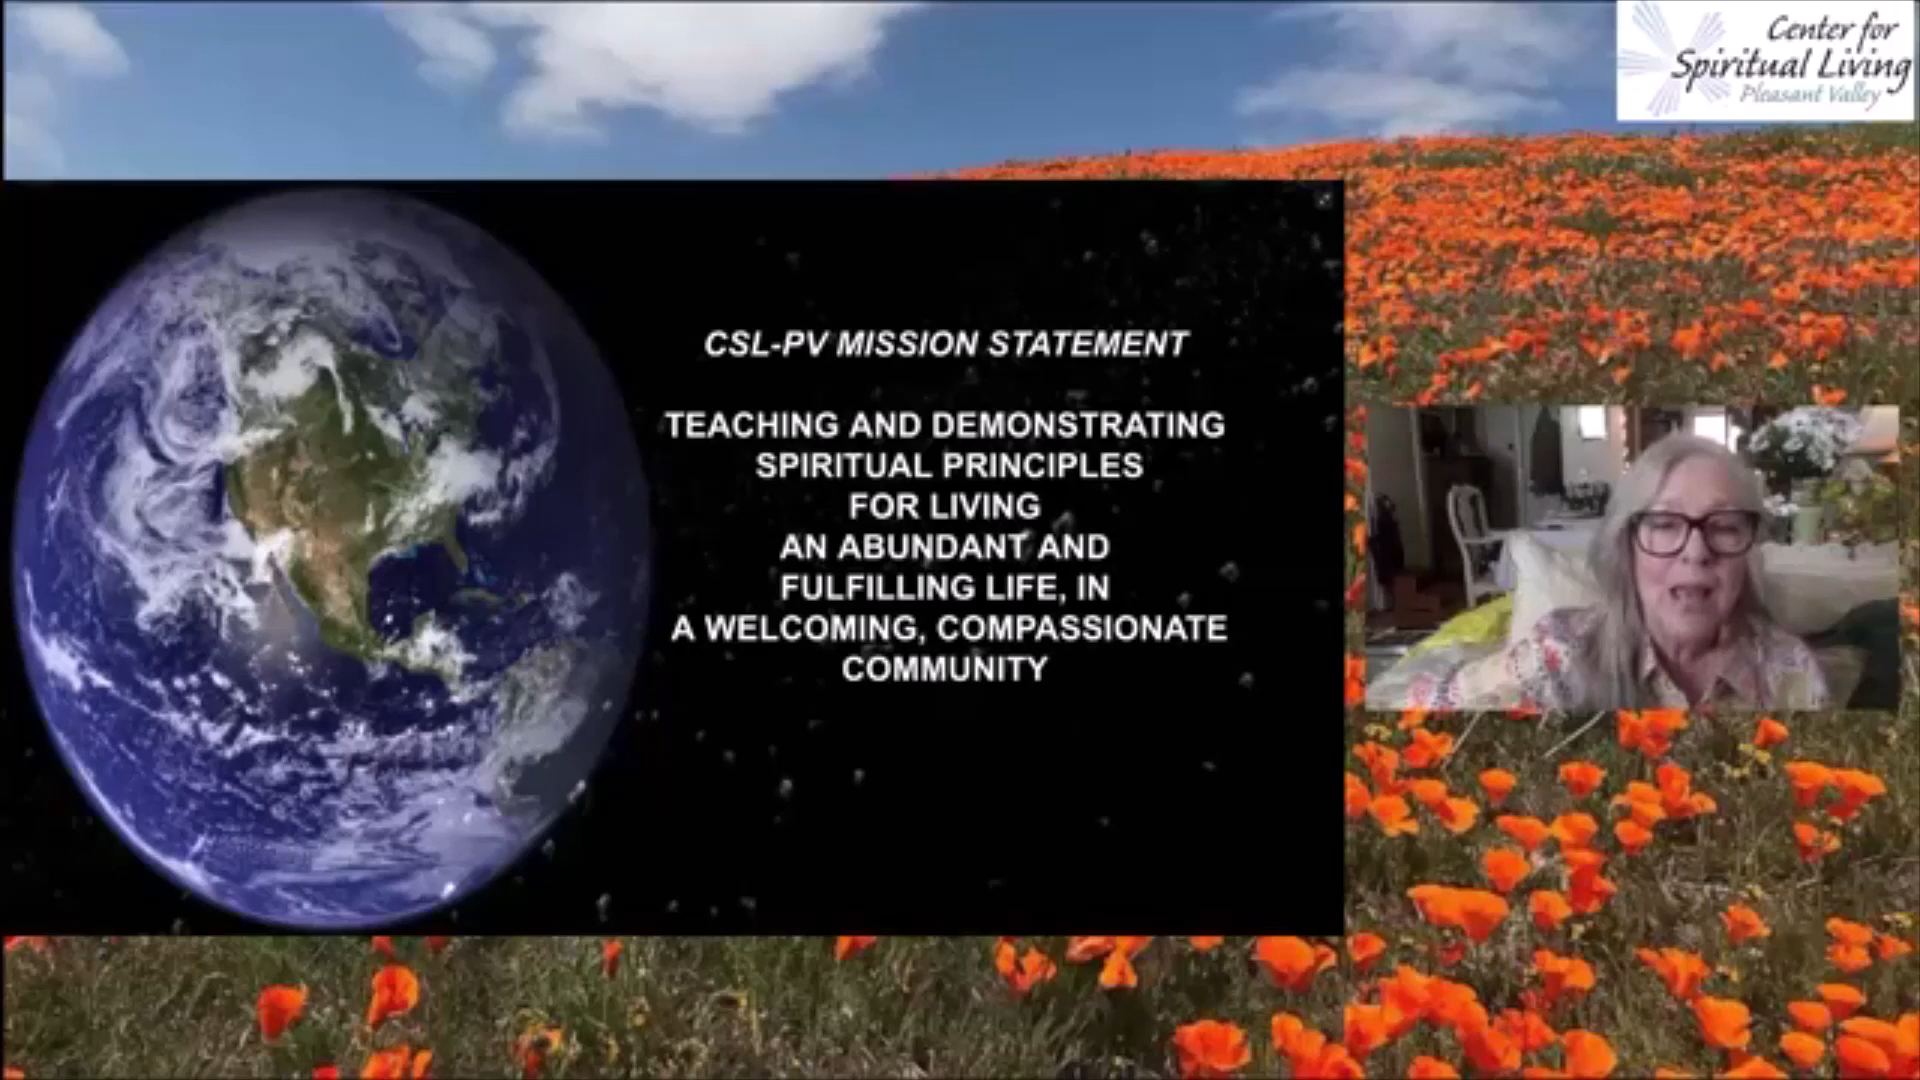 Center for
Spiritual Living
Pleasant Valley
CSL-PV MISSION STATEMENT
TEACHING AND DEMONSTRATING
SPIRITUAL PRINCIPLES
FOR LIVING
AN ABUNDANT AND
FULFILLING LIFE, IN
A WELCOMING, COMPASSIONATE
COMMUNITY